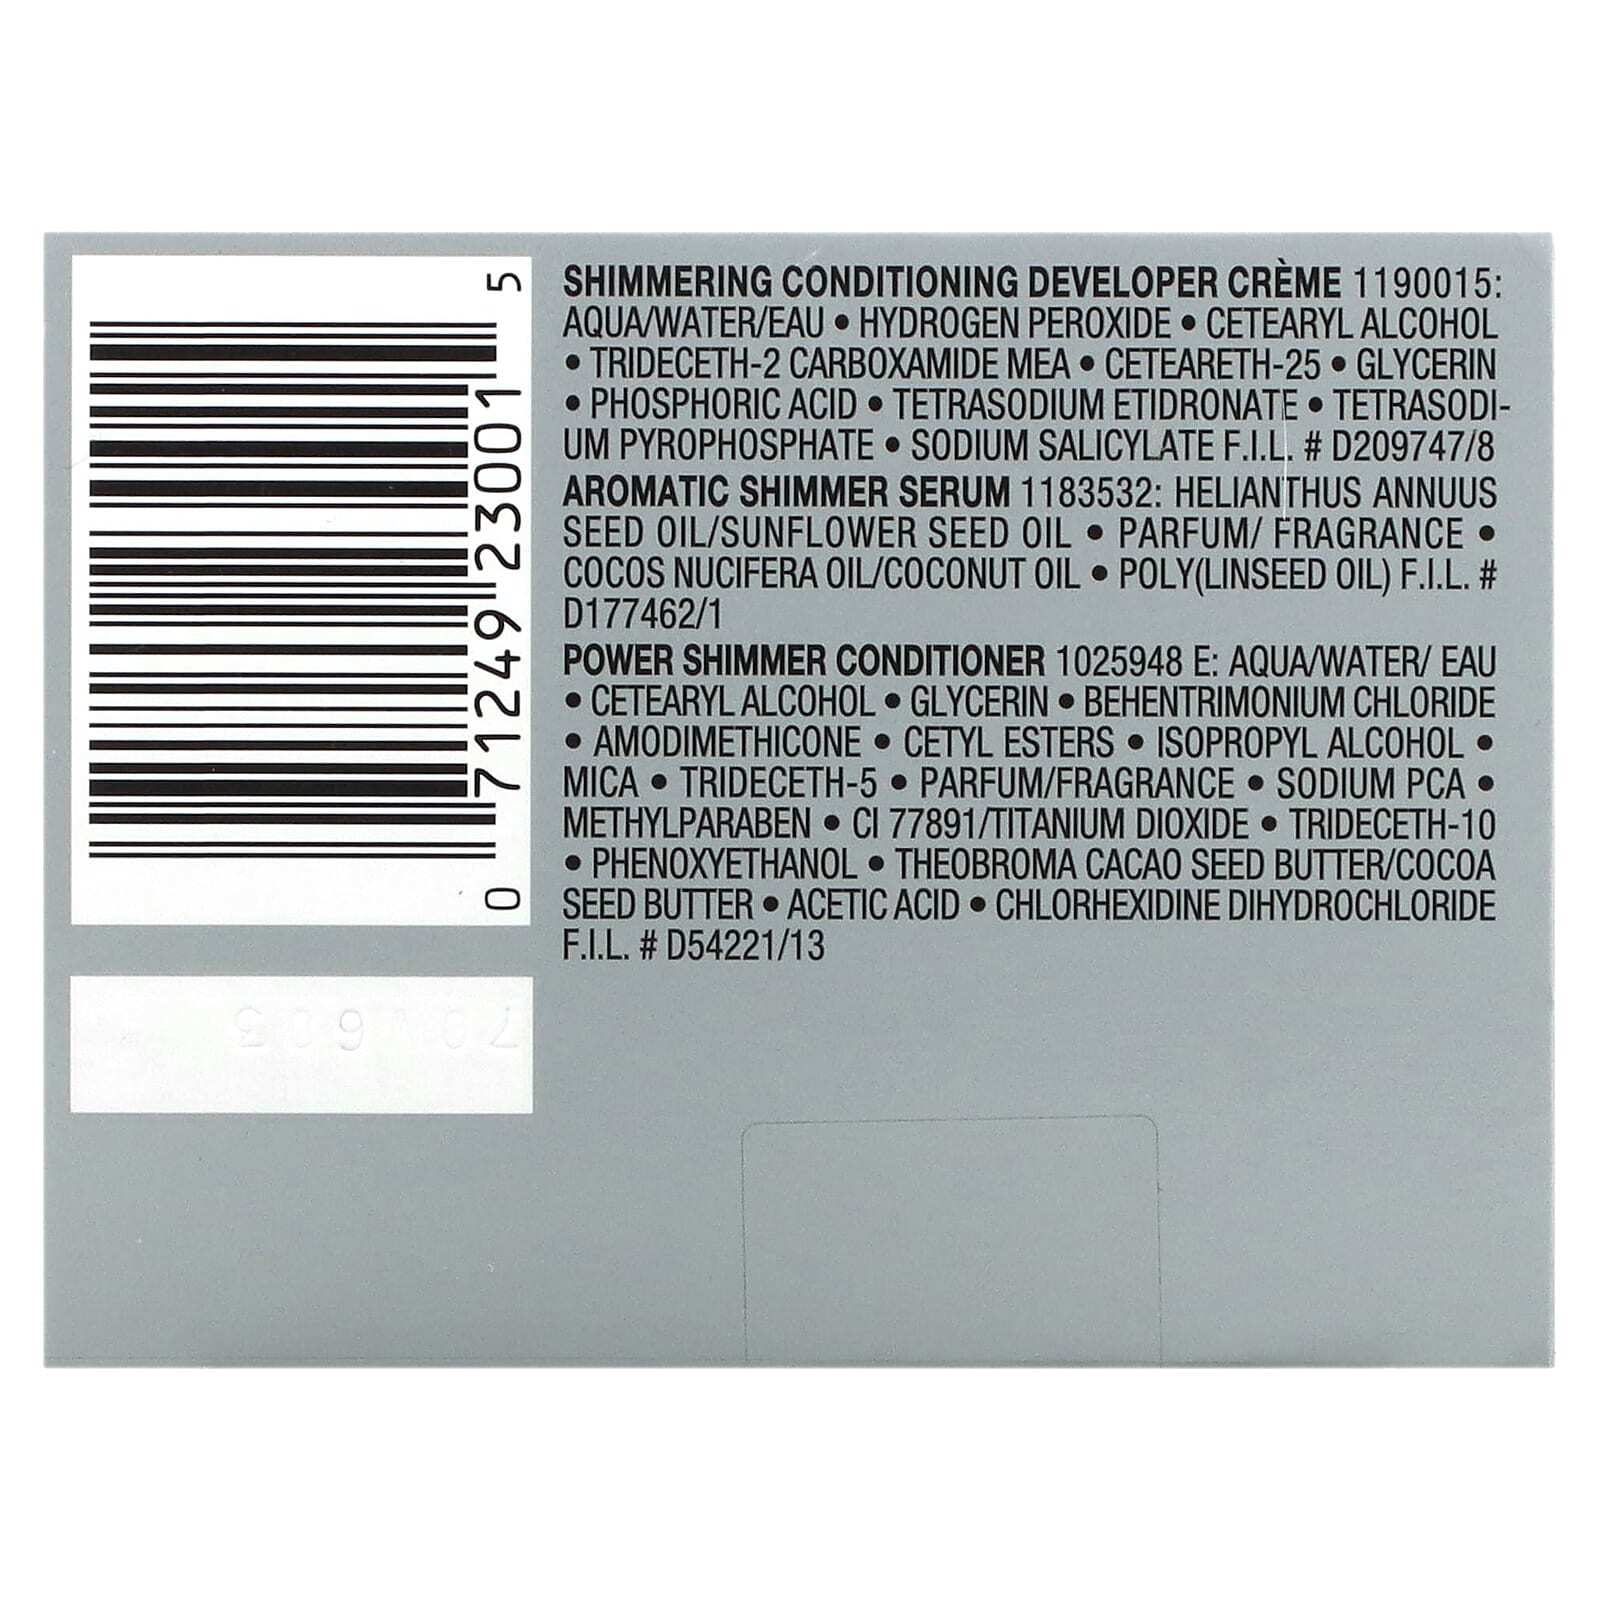 0 71249 23001 5
SHIMMERING CONDITIONING DEVELOPER CRÈME 1190015:
AQUA/WATER/EAU • HYDROGEN PEROXIDE • CETEARYL ALCOHOL
• TRIDECETH-2 CARBOXAMIDE MEA • CETEARETH-25 • GLYCERIN
• PHOSPHORIC ACID • TETRASODIUM ETIDRONATE • TETRASODI-
UM PYROPHOSPHATE • SODIUM SALICYLATE F.I.L. # D209747/8
AROMATIC SHIMMER SERUM 1183532: HELIANTHUS ANNUUS
SEED OIL/SUNFLOWER SEED OIL • PARFUM/ FRAGRANCE •
COCOS NUCIFERA OIL/COCONUT OIL • POLY(LINSEED OIL) F.I.L. #
D177462/1
POWER SHIMMER CONDITIONER 1025948 E: AQUA/WATER/ EAU
• CETEARYL ALCOHOL • GLYCERIN • BEHENTRIMONIUM CHLORIDE
• AMODIMETHICONE • CETYL ESTERS • ISOPROPYL ALCOHOL •
MICA • TRIDECETH-5 • PARFUM/FRAGRANCE • SODIUM PCA •
METHYLPARABEN • CI 77891/TITANIUM DIOXIDE • TRIDECETH-10
• PHENOXYETHANOL • THEOBROMA CACAO SEED BUTTER/COCOA
SEED BUTTER • ACETIC ACID • CHLORHEXIDINE DIHYDROCHLORIDE
F.I.L. # D54221/13